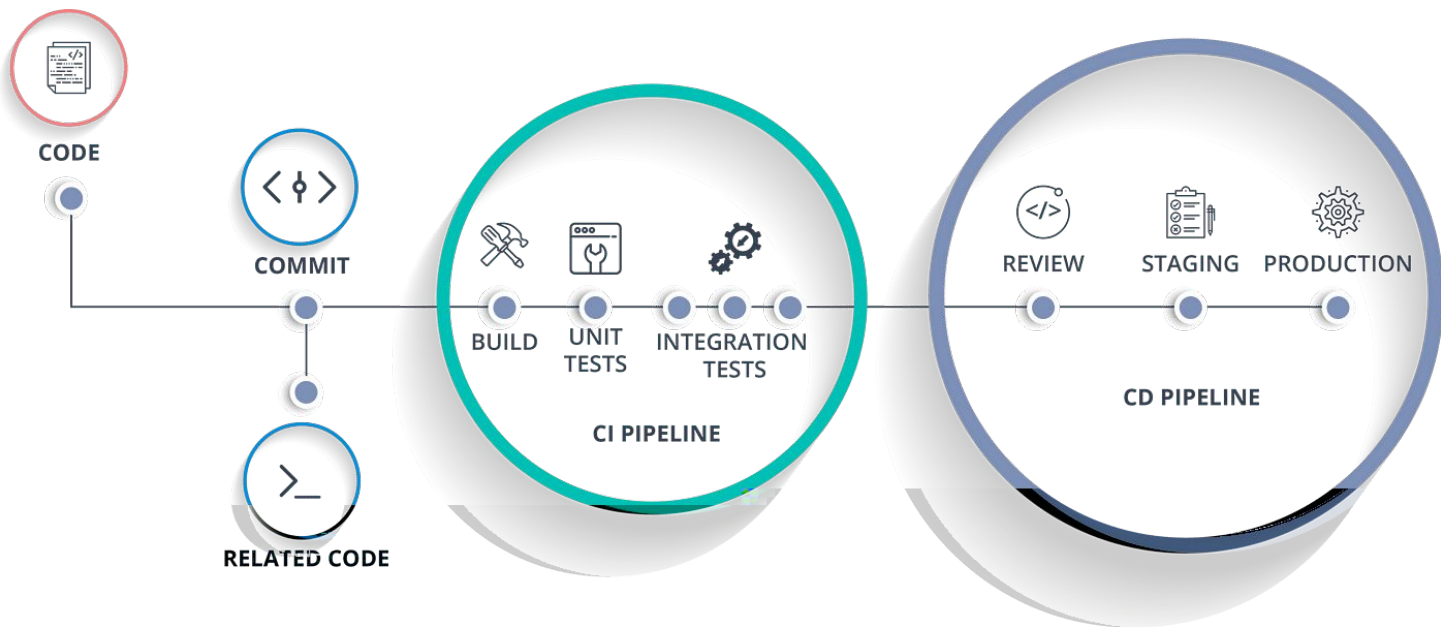 CODE
COMMIT
RELATED CODE
BUILD
UNIT
TESTS
INTEGRATION
TESTS
CI PIPELINE
REVIEW
STAGING
PRODUCTION
CD PIPELINE